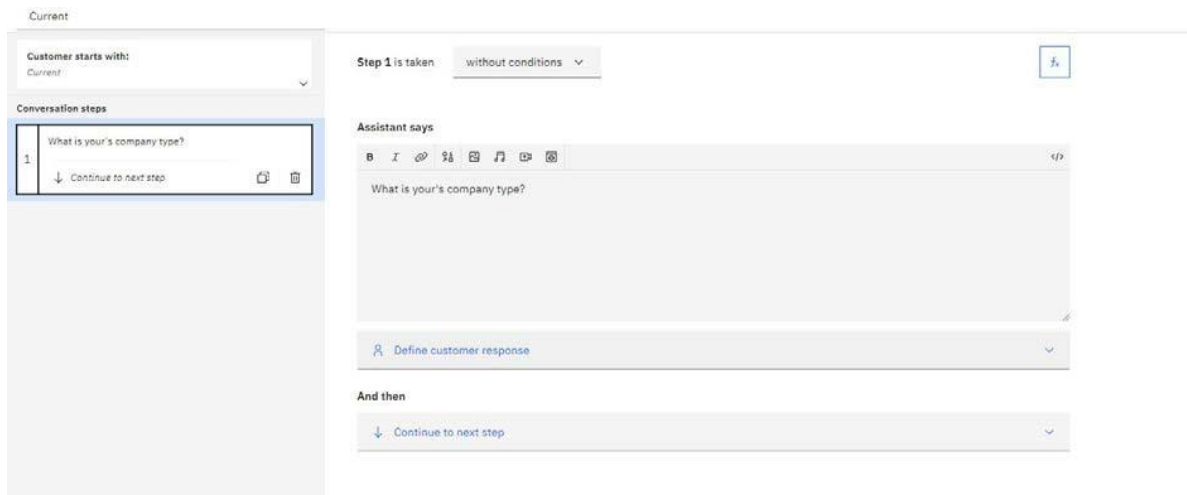 Current
Customer starts with:
Current
Conversation steps
1
What is your's company type?
Continue to next step
Step 1 is taken without conditions
fx
Assistant says
B I
</>
What is your's company type?
Define customer response
And then
Continue to next step